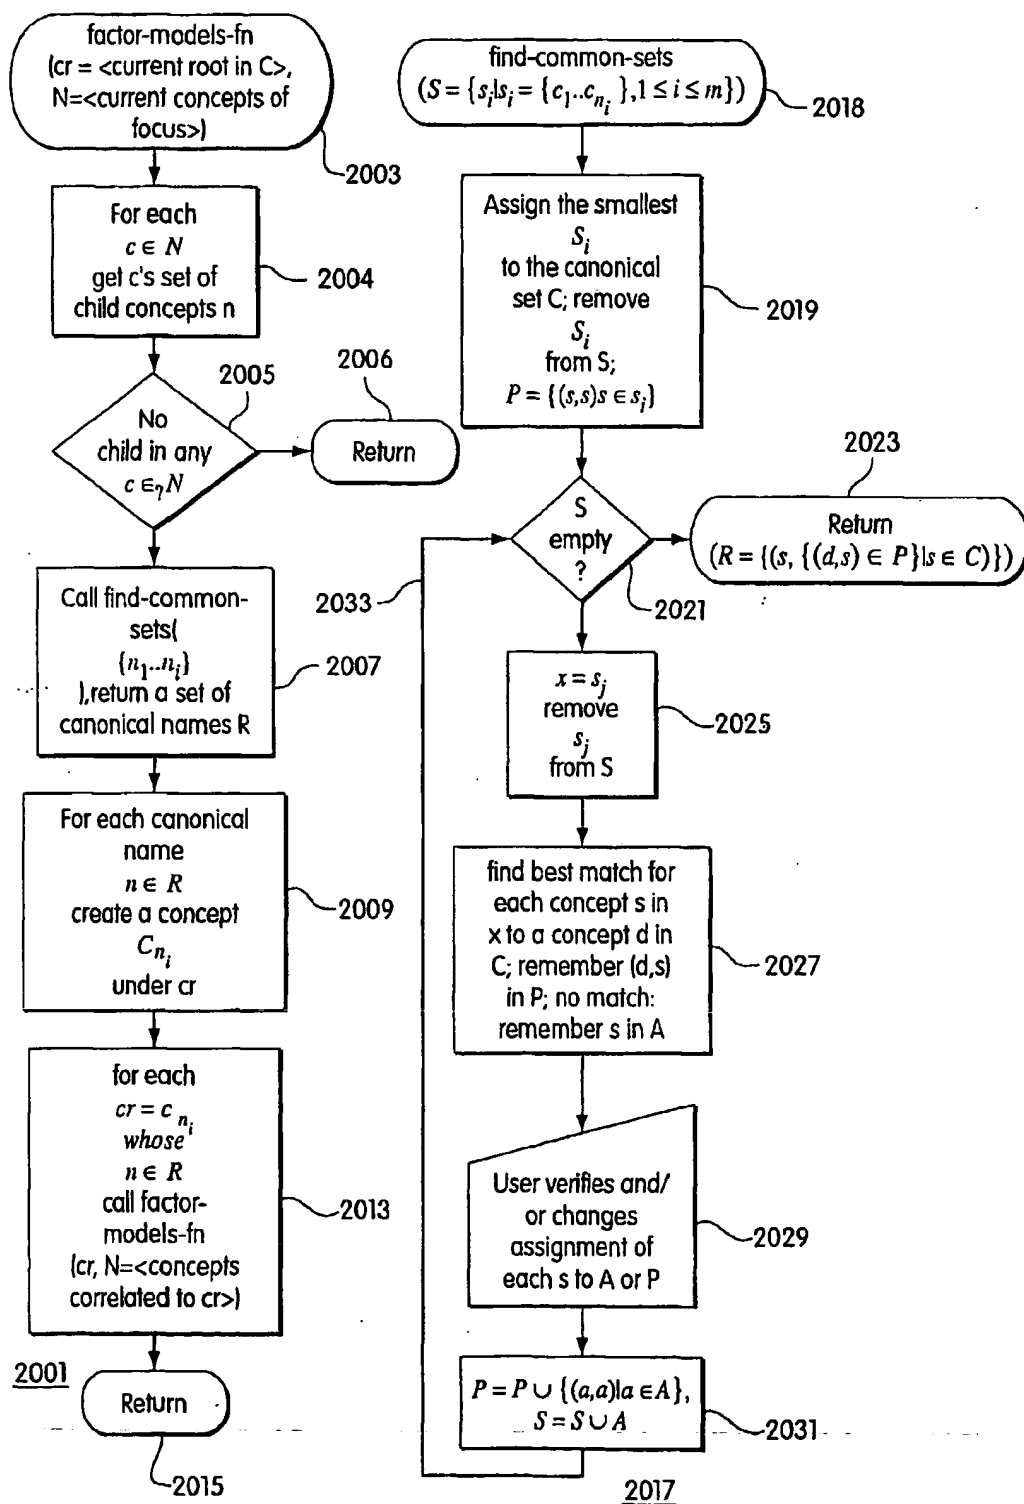 factor-models-fn
(cr = <current root in C>,
N=<current concepts of
focus>)
2003
For each
c ∈ N
get c's set of
child concepts n
2004
No
child in any
c ∈? N
2005
Return
2006
Call find-common-
sets(
{n1..ni}
),return a set of
canonical names R
2007
For each canonical
name
n ∈ R
create a concept
Cni
under cr
2009
for each
cr = cni
whose
n ∈ R
call factor-
models-fn
(cr, N=<concepts
correlated to cr>)
2013
2001
Return
2015
find-common-sets
(S = {si|si = {c1..cni},1 ≤ i ≤ m})
2018
Assign the smallest
Si
to the canonical
set C; remove
Si
from S;
P = {(s,s)s ∈ si}
2019
S
empty
?
2021
Return
(R = {(s, {(d,s) ∈ P}|s ∈ C)})
2023
2033
x = sj
remove
sj
from S
2025
find best match for
each concept s in
x to a concept d in
C; remember (d,s)
in P; no match:
remember s in A
2027
User verifies and/
or changes
assignment of
each s to A or P
2029
P = P ∪ {(a,a)|a ∈ A},
S = S ∪ A
2031
2017